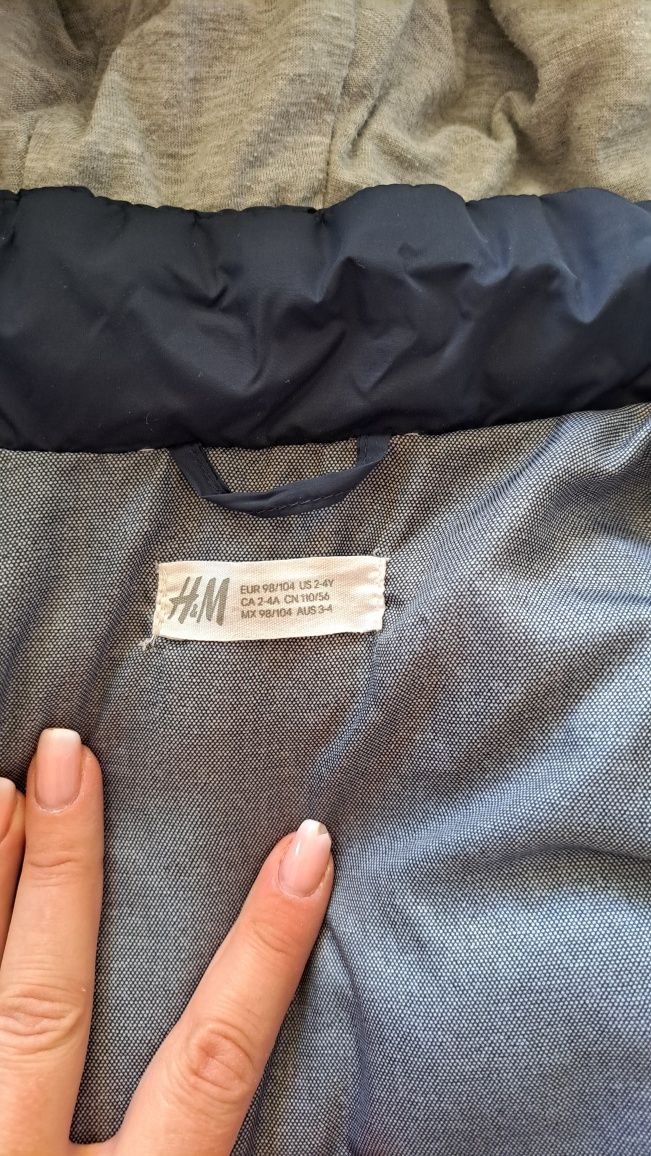 H&M
EUR 98/104 US 2-4Y
CA 2-4A CN 110/56
MX 98/104 AUS 3-4